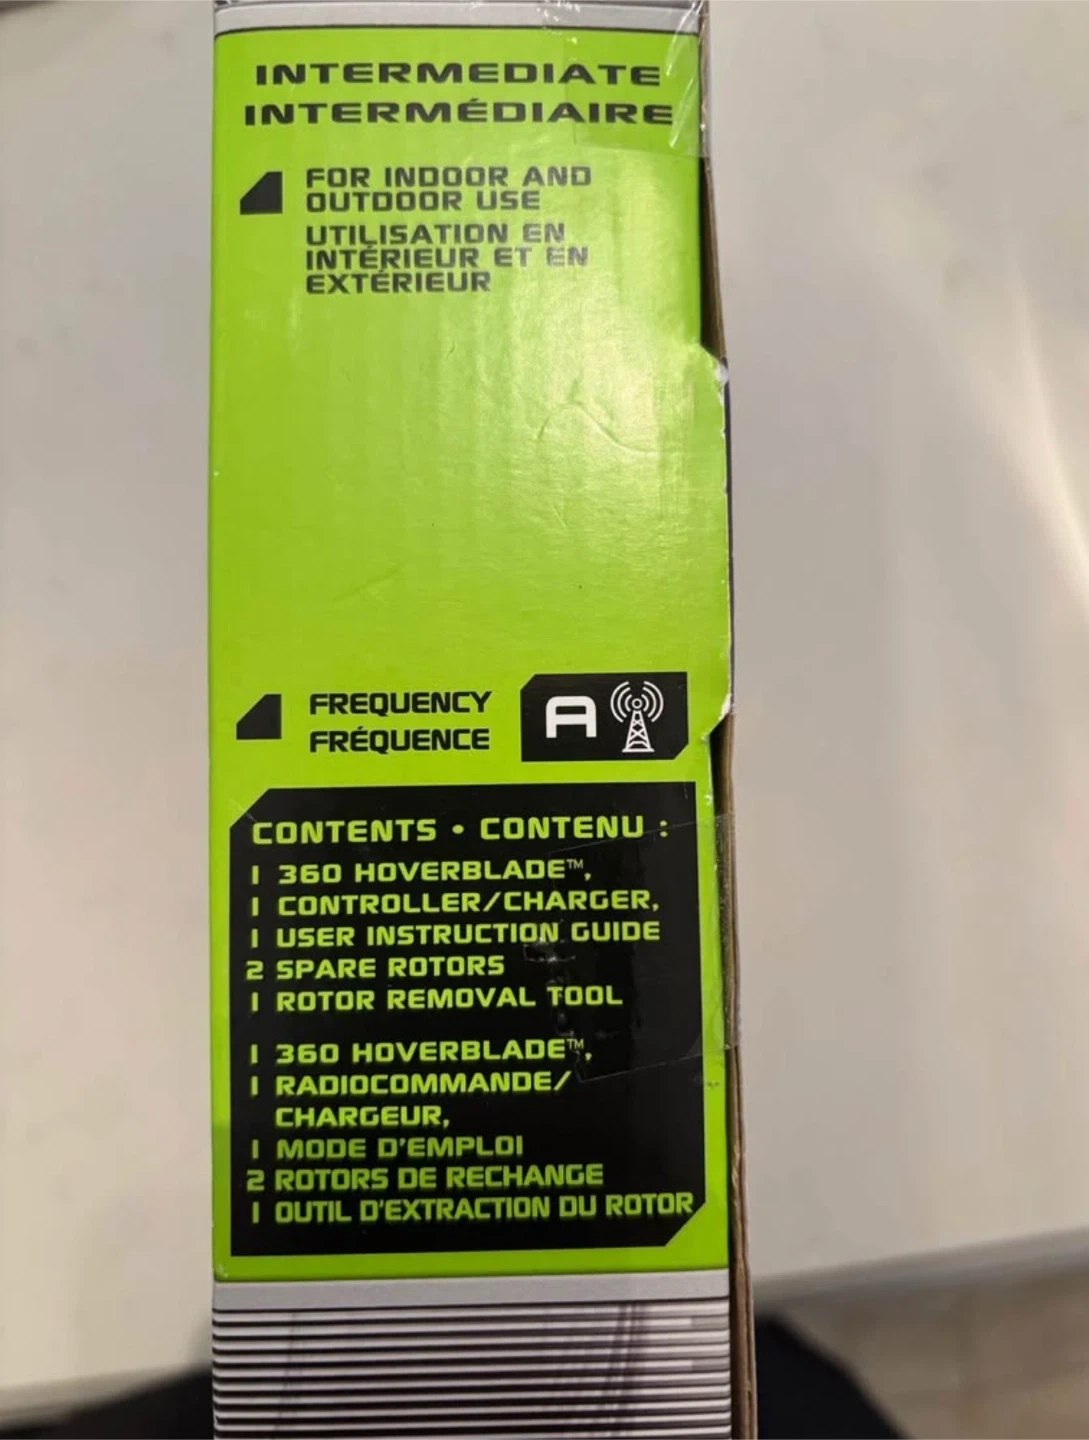 INTERMEDIATE
INTERMÉDIAIRE
FOR INDOOR AND
OUTDOOR USE
UTILISATION EN
INTÉRIEUR ET EN
EXTÉRIEUR
FREQUENCY
FRÉQUENCE
A
CONTENTS • CONTENU :
1 360 HOVERBLADE™,
1 CONTROLLER/CHARGER,
1 USER INSTRUCTION GUIDE
2 SPARE ROTORS
1 ROTOR REMOVAL TOOL
1 360 HOVERBLADE™,
1 RADIOCOMMANDE/
CHARGEUR,
1 MODE D'EMPLOI
2 ROTORS DE RECHANGE
1 OUTIL D'EXTRACTION DU ROTOR